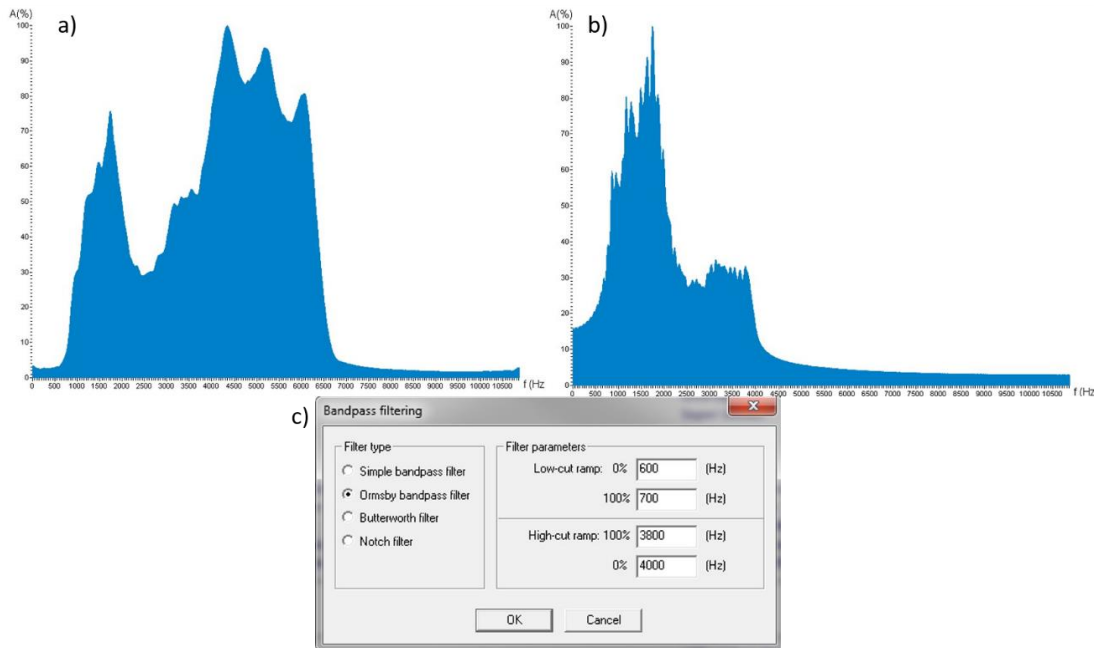 A(%)
a)
100
90
80
70
60
50
40
30
20
10
0
0 500 1000 1500 2000 2500 3000 3500 4000 4500 5000 5500 6000 6500 7000 7500 8000 8500 9000 9500 10500
f (Hz
A(%)
b)
100
90
80
70
60
50
40
30
20
10
0
0 500 1000 1500 2000 2500 3000 3500 4000 4500 5000 5500 6000 6500 7000 7500 8000 8500 9000 9500 10500
f (Hz
c)
Bandpass filtering
Filter type
Simple bandpass filter
Ormsby bandpass filter
Butterworth filter
Notch filter
Filter parameters
Low-cut ramp: 0% 600 (Hz)
100% 700 (Hz)
High-cut ramp: 100% 3800 (Hz)
0% 4000 (Hz)
OK Cancel